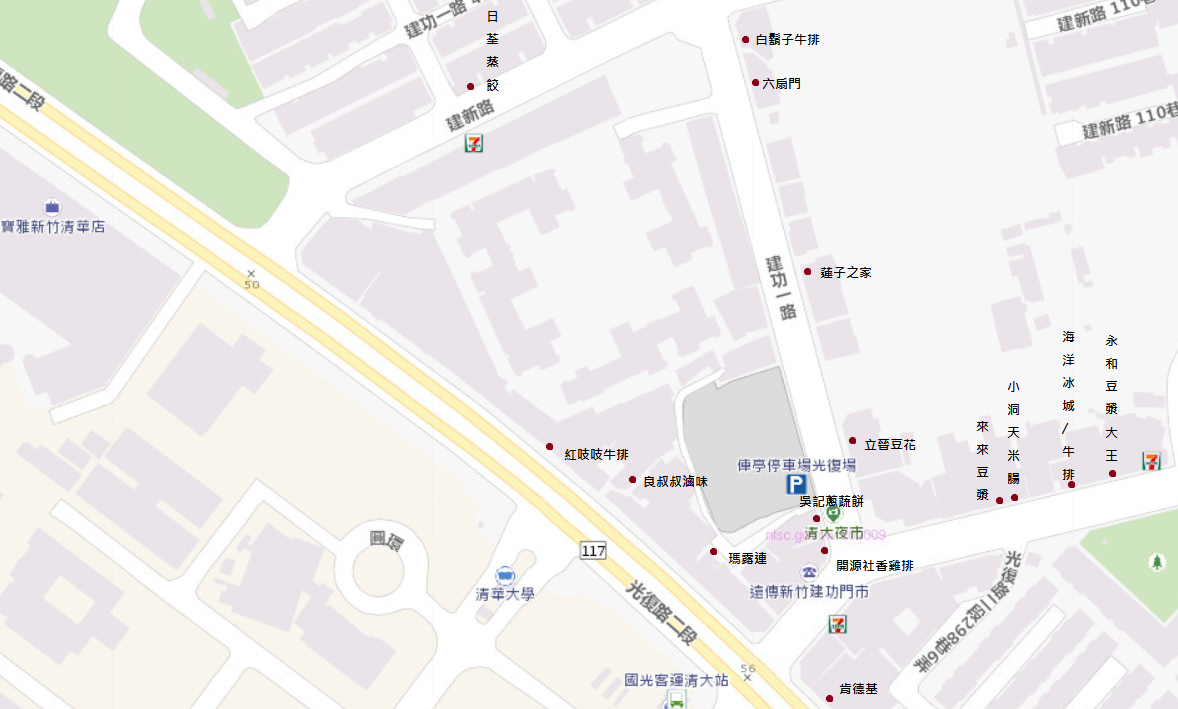 建功一路
日荃蒸餃
建新路 110巷
白鬍子牛排
六扇門
路二段
建新路
建新路 110巷
寶雅新竹清華店
蓮子之家
50
建功一路
海洋冰城/牛排
永和豆漿大王
小洞天米腸
來來豆漿
立晉豆花
紅吱吱牛排
俥亭停車場光復場
P
良叔叔滷味
吳記蔥蔬餅
清大夜市
圓環
117
瑪露連
開源社香雞排
光復路二段298巷6弄
清華大學
遠傳新竹建功門市
光復路二段
56
國光客運清大站
肯德基